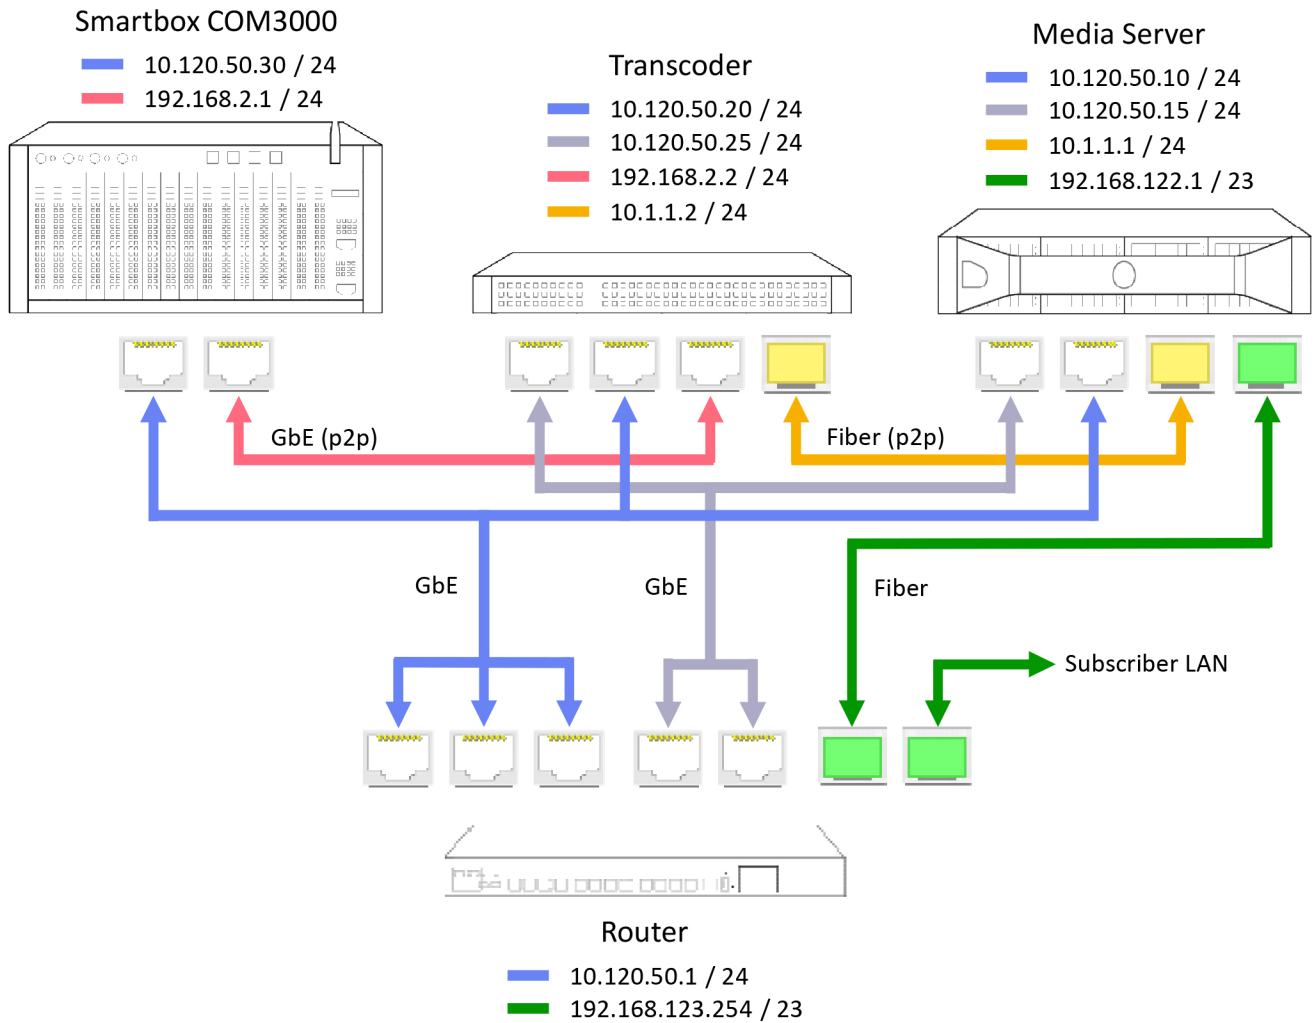 Smartbox COM3000
10.120.50.30 / 24
192.168.2.1 / 24
Transcoder
10.120.50.20 / 24
10.120.50.25 / 24
192.168.2.2 / 24
10.1.1.2 / 24
Media Server
10.120.50.10 / 24
10.120.50.15 / 24
10.1.1.1 / 24
192.168.122.1 / 23
GbE (p2p)
Fiber (p2p)
GbE
GbE
Fiber
Subscriber LAN
Router
10.120.50.1 / 24
192.168.123.254 / 23